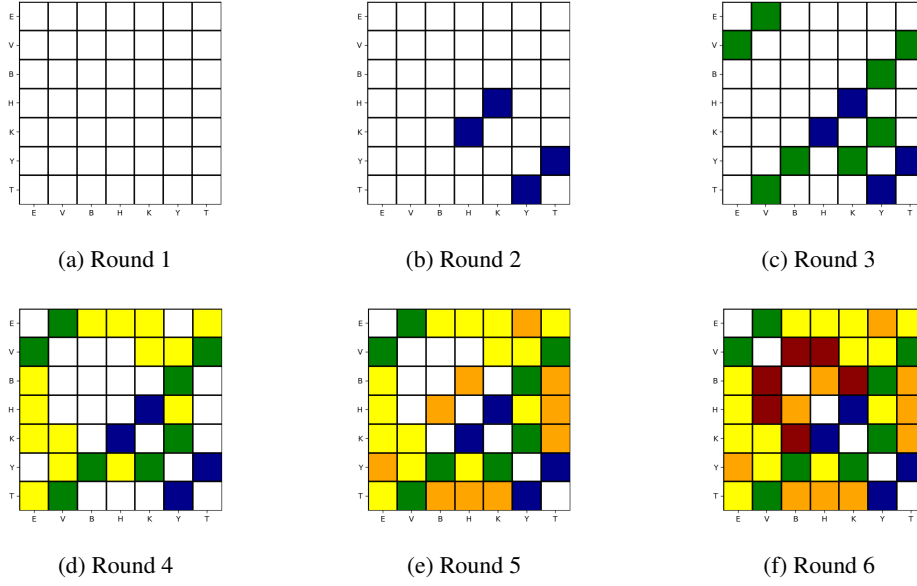 E
V
B
H
K
Y
T
E V B H K Y T
(a) Round 1
E
V
B
H
K
Y
T
E V B H K Y T
(b) Round 2
E
V
B
H
K
Y
T
E V B H K Y T
(c) Round 3
E
V
B
H
K
Y
T
E V B H K Y T
(d) Round 4
E
V
B
H
K
Y
T
E V B H K Y T
(e) Round 5
E
V
B
H
K
Y
T
E V B H K Y T
(f) Round 6